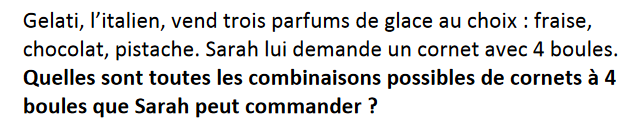 Gelati, l’italien, vend trois parfums de glace au choix : fraise,
chocolat, pistache. Sarah lui demande un cornet avec 4 boules.
Quelles sont toutes les combinaisons possibles de cornets à 4
boules que Sarah peut commander ?